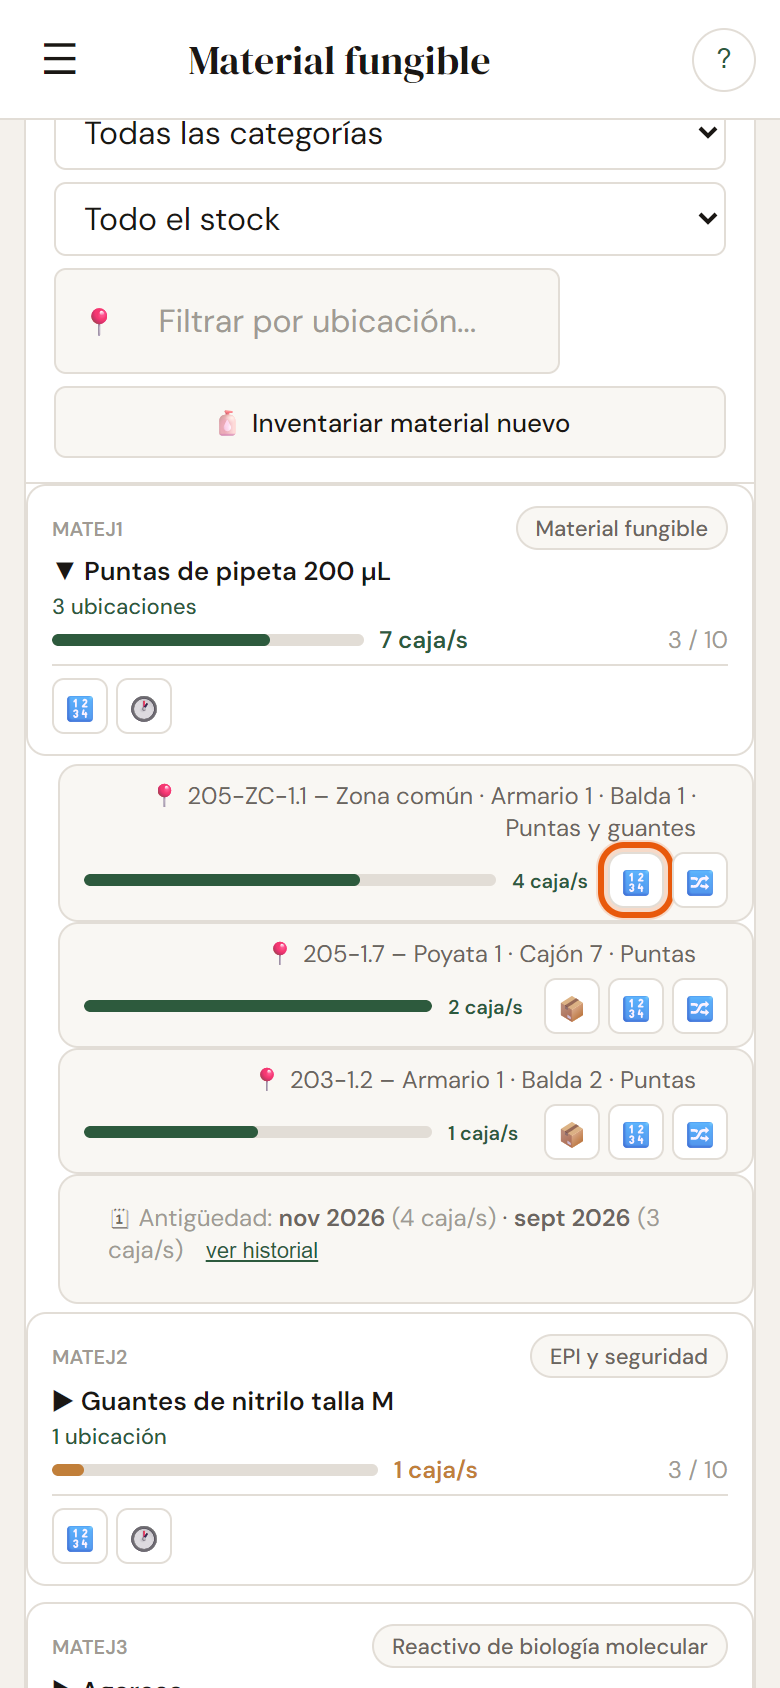 Material fungible
?
Todas las categorías
Todo el stock
Filtrar por ubicación...
Inventariar material nuevo
MATEJ1
Material fungible
▼ Puntas de pipeta 200 µL
3 ubicaciones
7 caja/s
3 / 10
205-ZC-1.1 – Zona común · Armario 1 · Balda 1 ·
Puntas y guantes
4 caja/s
205-1.7 – Poyata 1 · Cajón 7 · Puntas
2 caja/s
203-1.2 – Armario 1 · Balda 2 · Puntas
1 caja/s
Antigüedad: nov 2026 (4 caja/s) · sept 2026 (3
caja/s) ver historial
MATEJ2
EPI y seguridad
▶ Guantes de nitrilo talla M
1 ubicación
1 caja/s
3 / 10
MATEJ3
Reactivo de biología molecular